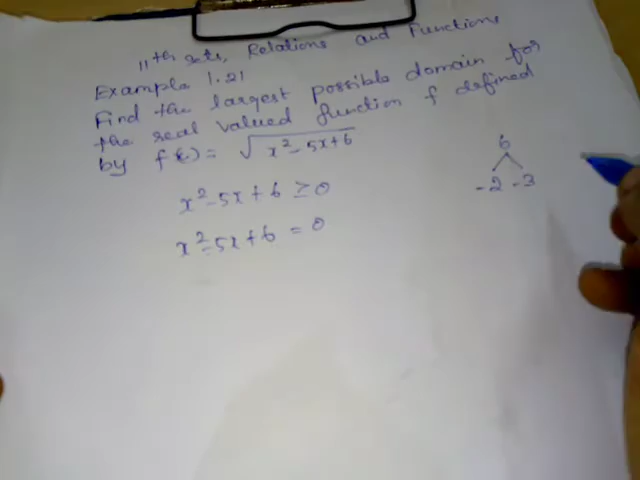 11th sets, Relations and Functions
Example 1.21
Find the largest possible domain for
the real valued function f defined
by f(x) = √x²-5x+6
x²-5x+6 ≥ 0
x²-5x+6 = 0
6
-2 -3